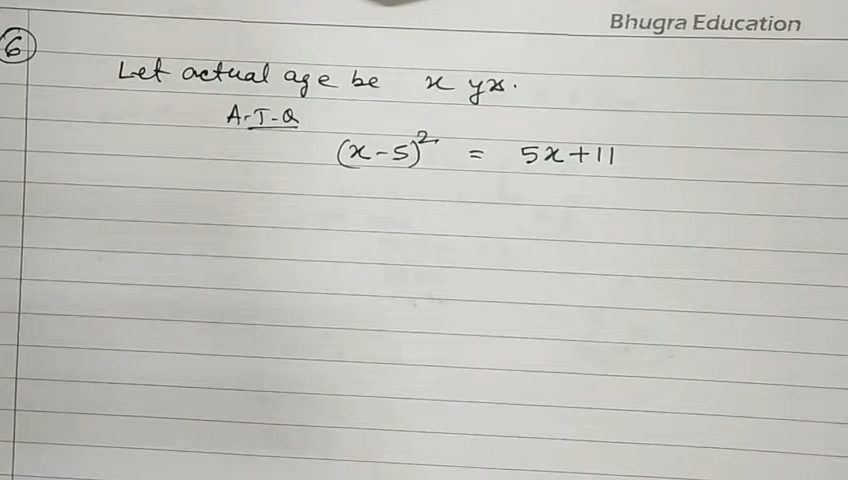 Bhugra Education
6
Let actual age be x yrs.
A-T-Q
(x-5)² = 5x+11